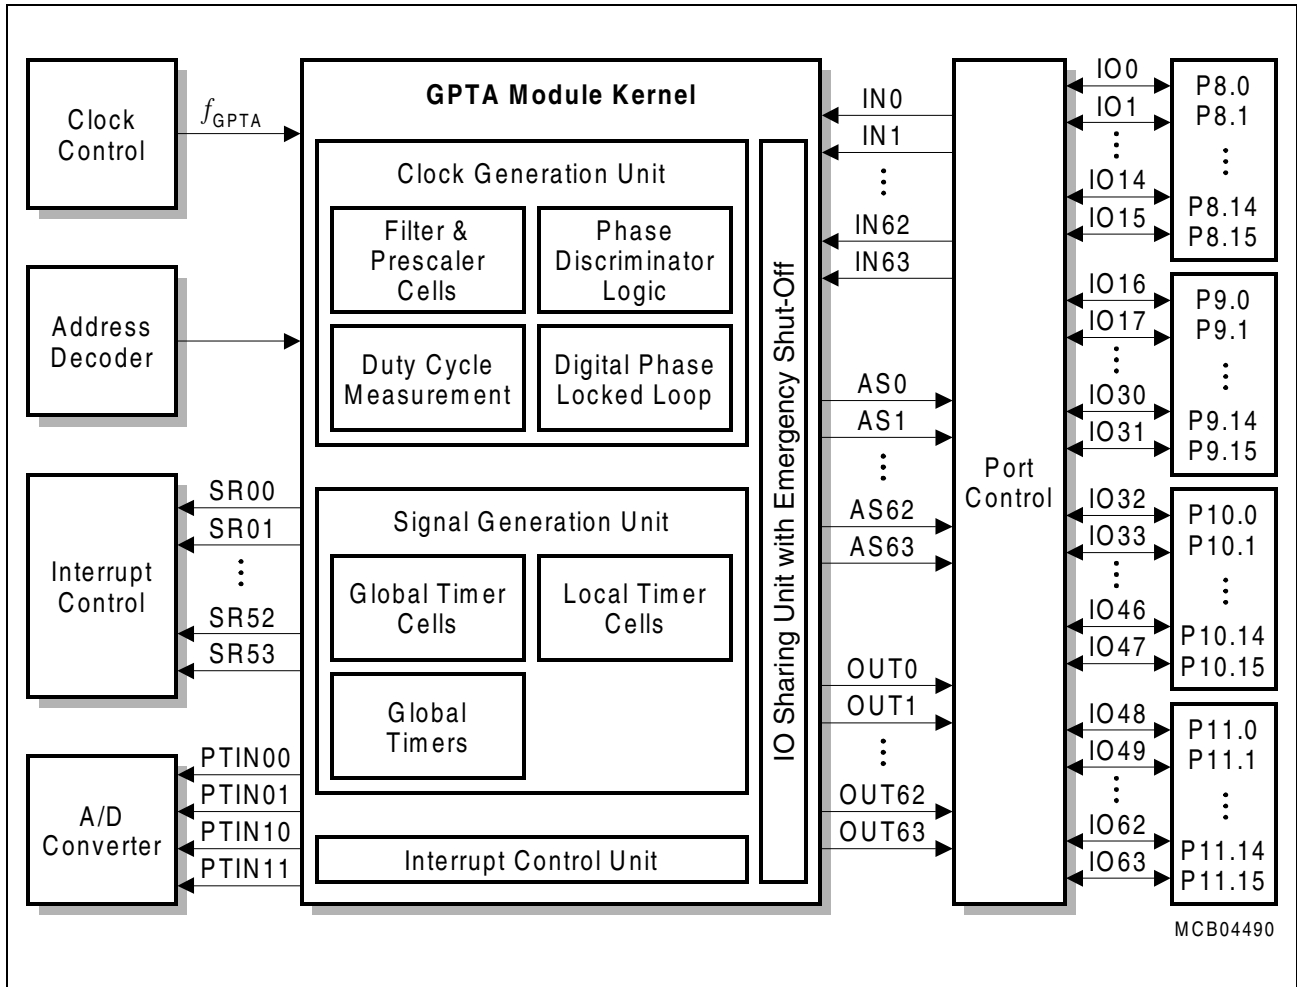 Clock
Control
fGPTA
Address
Decoder
Interrupt
Control
SR00
SR01
SR52
SR53
A/D
Converter
PTIN00
PTIN01
PTIN10
PTIN11
GPTA Module Kernel
Clock Generation Unit
Filter &
Prescaler
Cells
Phase
Discriminator
Logic
Duty Cycle
Measurement
Digital Phase
Locked Loop
Signal Generation Unit
Global Timer
Cells
Local Timer
Cells
Global
Timers
Interrupt Control Unit
IO Sharing Unit with Emergency Shut-Off
IN0
IN1
IN62
IN63
AS0
AS1
AS62
AS63
OUT0
OUT1
OUT62
OUT63
Port
Control
IO0
IO1
IO14
IO15
IO16
IO17
IO30
IO31
IO32
IO33
IO46
IO47
IO48
IO49
IO62
IO63
P8.0
P8.1
P8.14
P8.15
P9.0
P9.1
P9.14
P9.15
P10.0
P10.1
P10.14
P10.15
P11.0
P11.1
P11.14
P11.15
MCB04490